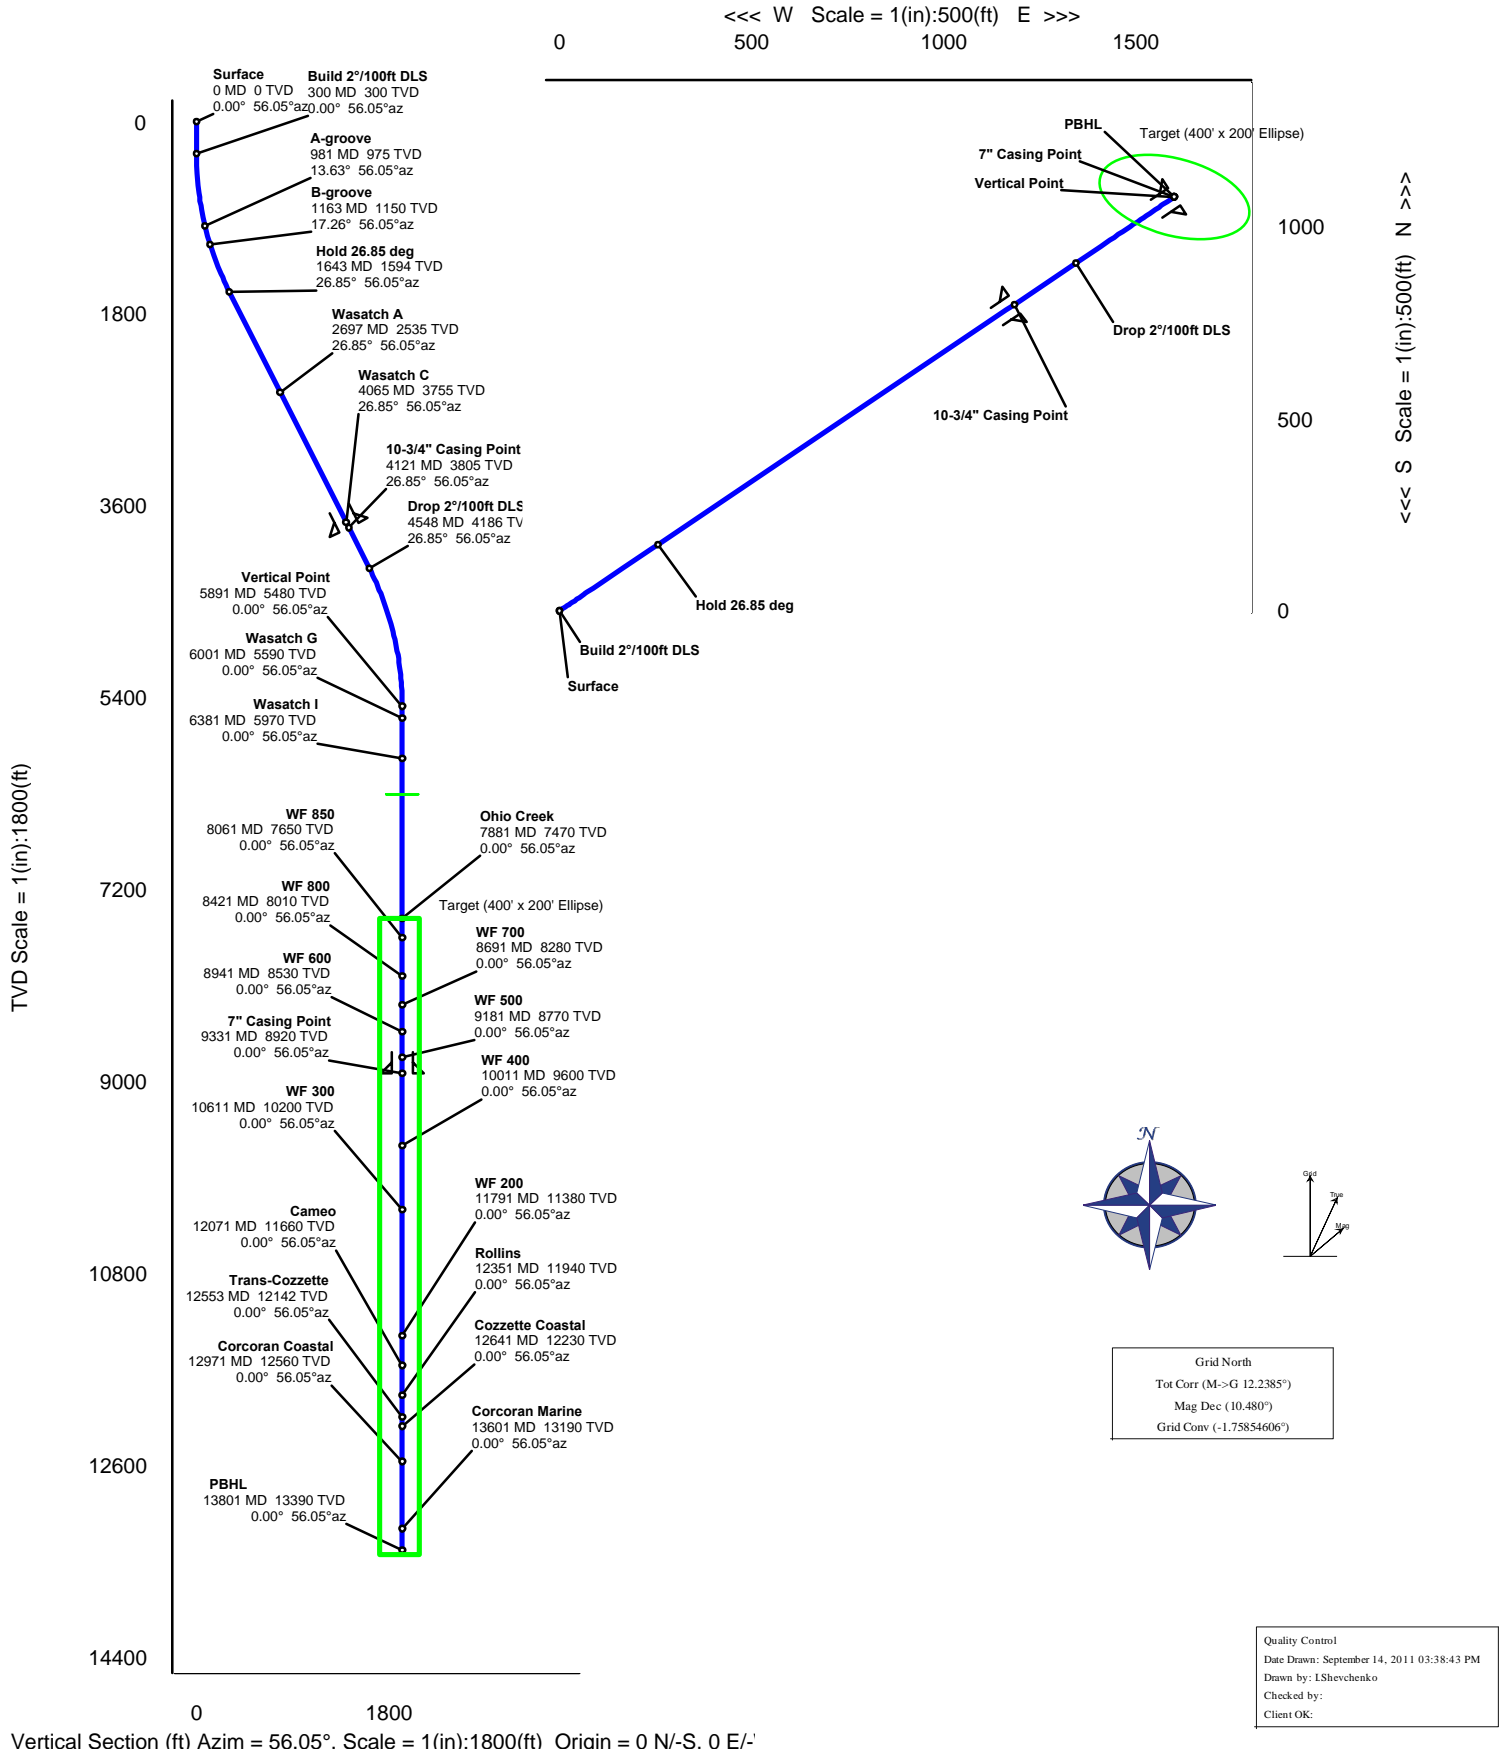 <<< W Scale = 1(in):500(ft) E >>>
0 500 1000 1500
Surface
0 MD 0 TVD
0.00° 56.05°az
Build 2°/100ft DLS
300 MD 300 TVD
0.00° 56.05°az
A-groove
981 MD 975 TVD
13.63° 56.05°az
B-groove
1163 MD 1150 TVD
17.26° 56.05°az
Hold 26.85 deg
1643 MD 1594 TVD
26.85° 56.05°az
Wasatch A
2697 MD 2535 TVD
26.85° 56.05°az
Wasatch C
4065 MD 3755 TVD
26.85° 56.05°az
10-3/4" Casing Point
4121 MD 3805 TVD
26.85° 56.05°az
Drop 2°/100ft DLS
4548 MD 4186 TV
26.85° 56.05°az
Vertical Point
5891 MD 5480 TVD
0.00° 56.05°az
Wasatch G
6001 MD 5590 TVD
0.00° 56.05°az
Wasatch I
6381 MD 5970 TVD
0.00° 56.05°az
WF 850
8061 MD 7650 TVD
0.00° 56.05°az
Ohio Creek
7881 MD 7470 TVD
0.00° 56.05°az
WF 800
8421 MD 8010 TVD
0.00° 56.05°az
Target (400' x 200' Ellipse)
WF 700
8691 MD 8280 TVD
0.00° 56.05°az
WF 600
8941 MD 8530 TVD
0.00° 56.05°az
WF 500
9181 MD 8770 TVD
0.00° 56.05°az
7" Casing Point
9331 MD 8920 TVD
0.00° 56.05°az
WF 400
10011 MD 9600 TVD
0.00° 56.05°az
WF 300
10611 MD 10200 TVD
0.00° 56.05°az
WF 200
11791 MD 11380 TVD
0.00° 56.05°az
Cameo
12071 MD 11660 TVD
0.00° 56.05°az
Rollins
12351 MD 11940 TVD
0.00° 56.05°az
Trans-Cozzette
12553 MD 12142 TVD
0.00° 56.05°az
Cozzette Coastal
12641 MD 12230 TVD
0.00° 56.05°az
Corcoran Coastal
12971 MD 12560 TVD
0.00° 56.05°az
Corcoran Marine
13601 MD 13190 TVD
0.00° 56.05°az
PBHL
13801 MD 13390 TVD
0.00° 56.05°az
0
1800
3600
5400
7200
9000
10800
12600
14400
TVD Scale = 1(in):1800(ft)
0 1800
Vertical Section (ft) Azim = 56.05°, Scale = 1(in):1800(ft) Origin = 0 N/-S, 0 E/-
PBHL
Target (400' x 200' Ellipse)
7" Casing Point
Vertical Point
Drop 2°/100ft DLS
10-3/4" Casing Point
Hold 26.85 deg
Build 2°/100ft DLS
Surface
1000
500
0
<<< S Scale = 1(in):500(ft) N >>>
N
Grid
True
Mag
Grid North
Tot Corr (M->G 12.2385°)
Mag Dec (10.480°)
Grid Conv (-1.75854606°)
Quality Control
Date Drawn: September 14, 2011 03:38:43 PM
Drawn by: I.Shevchenko
Checked by:
Client OK: